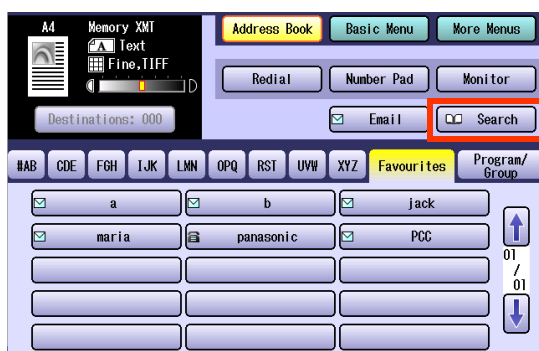 A4 Memory XMT
A Text
Fine,TIFF
D
Destinations: 000
Address Book Basic Menu More Menus
Redial Number Pad Monitor
Email Search
#AB CDE FGH IJK LMN OPQ RST UVW XYZ Favourites Program/
Group
a b jack
maria panasonic PCC
01
/
01